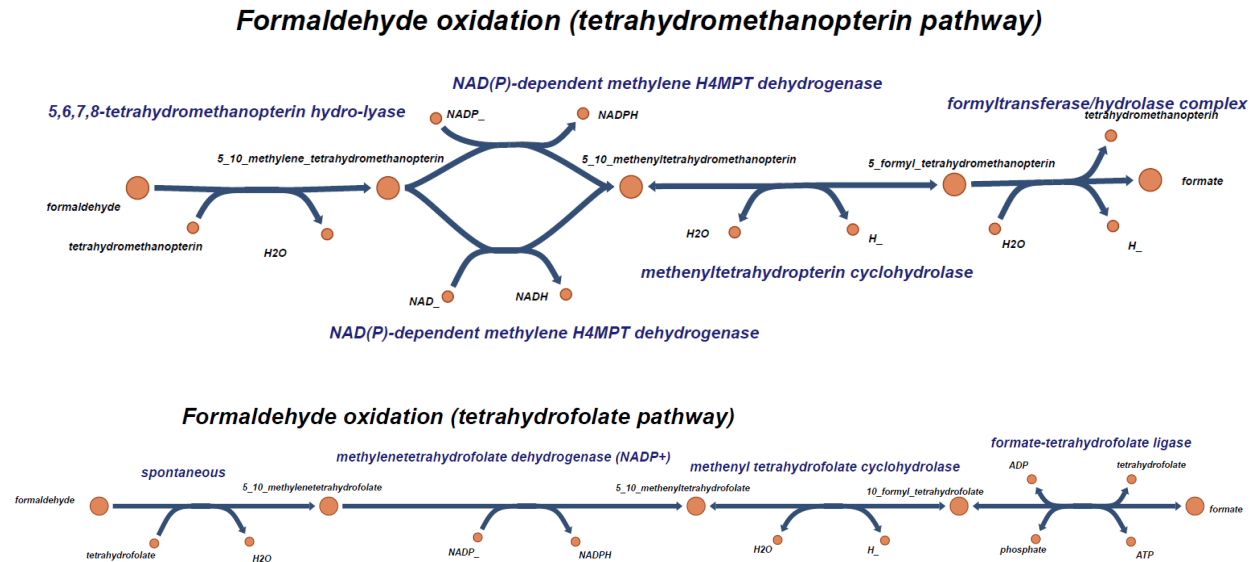 Formaldehyde oxidation (tetrahydromethanopterin pathway)
NAD(P)-dependent methylene H4MPT dehydrogenase
5,6,7,8-tetrahydromethanopterin hydro-lyase
formyltransferase/hydrolase complex
NADP_
NADPH
tetrahydromethanopterin
5_10_methylene_tetrahydromethanopterin
5_10_methenyltetrahydromethanopterin
5_formyl_tetrahydromethanopterin
formaldehyde
formate
tetrahydromethanopterin
H2O
H2O
H_
H2O
H_
methenyltetrahydropterin cyclohydrolase
NAD_
NADH
NAD(P)-dependent methylene H4MPT dehydrogenase
Formaldehyde oxidation (tetrahydrofolate pathway)
formate-tetrahydrofolate ligase
spontaneous
methylenetetrahydrofolate dehydrogenase (NADP+)
methenyl tetrahydrofolate cyclohydrolase
ADP
tetrahydrofolate
formaldehyde
5_10_methylenetetrahydrofolate
5_10_methenyltetrahydrofolate
10_formyl_tetrahydrofolate
formate
tetrahydrofolate
H2O
NADP_
NADPH
H2O
H_
phosphate
ATP